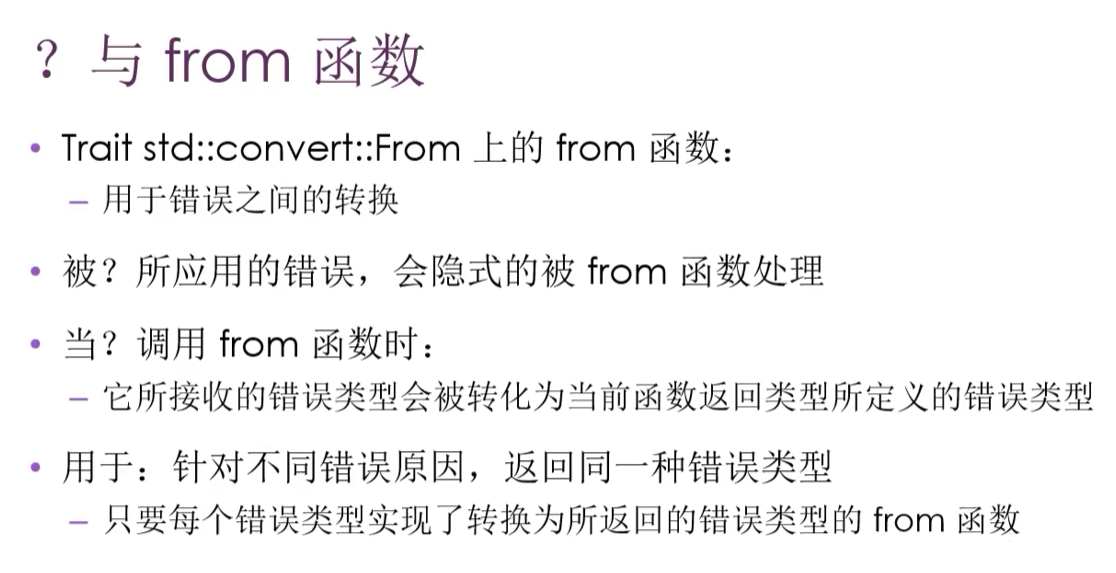 ? 与 from 函数
• Trait std::convert::From 上的 from 函数：
– 用于错误之间的转换
• 被？所应用的错误，会隐式的被 from 函数处理
• 当？调用 from 函数时：
– 它所接收的错误类型会被转化为当前函数返回类型所定义的错误类型
• 用于：针对不同错误原因，返回同一种错误类型
– 只要每个错误类型实现了转换为所返回的错误类型的 from 函数